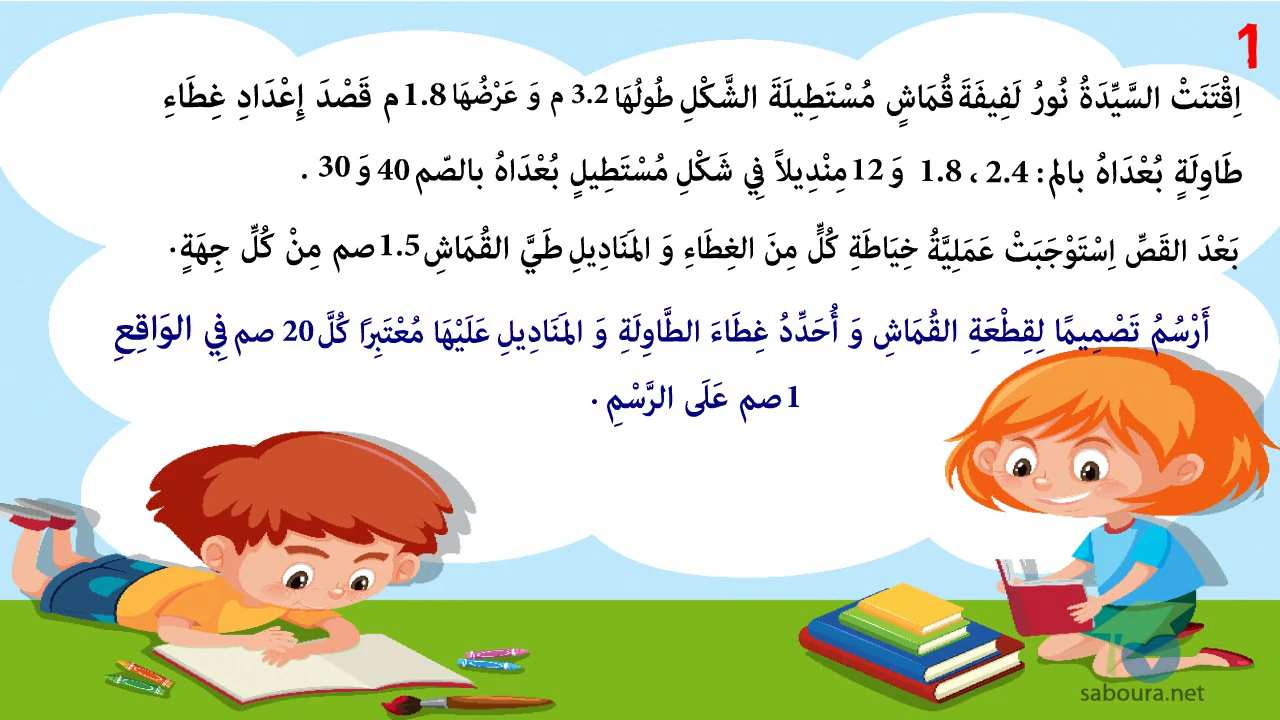 1
اِقْتَنَتْ السَّيِّدَةُ نُورُ لَفِيفَةَ قُمَاشٍ مُسْتَطِيلَةَ الشَّكْلِ طُولُهَا 3.2 م وَ عَرْضُهَا 1.8 م قَصْدَ إِعْدَادِ غِطَاءِ
طَاوِلَةٍ بُعْدَاهُ بالم: 2.4 ، 1.8 وَ 12 مِنْدِيلاً فِي شَكْلِ مُسْتَطِيلٍ بُعْدَاهُ بالصّم 40 وَ 30 .
بَعْدَ القَصِّ اِسْتَوْجَبَتْ عَمَلِيَّةُ خِيَاطَةِ كُلٍّ مِنَ الغِطَاءِ وَ المَنَادِيلِ طَيَّ القُمَاشِ 1.5 صم مِنْ كُلِّ جِهَةٍ.
أَرْسُمُ تَصْمِيمًا لِقِطْعَةِ القُمَاشِ وَ أُحَدِّدُ غِطَاءَ الطَّاوِلَةِ وَ المَنَادِيلِ عَلَيْهَا مُعْتَبِرًا كُلَّ 20 صم فِي الوَاقِعِ
1 صم عَلَى الرَّسْمِ .
saboura.net